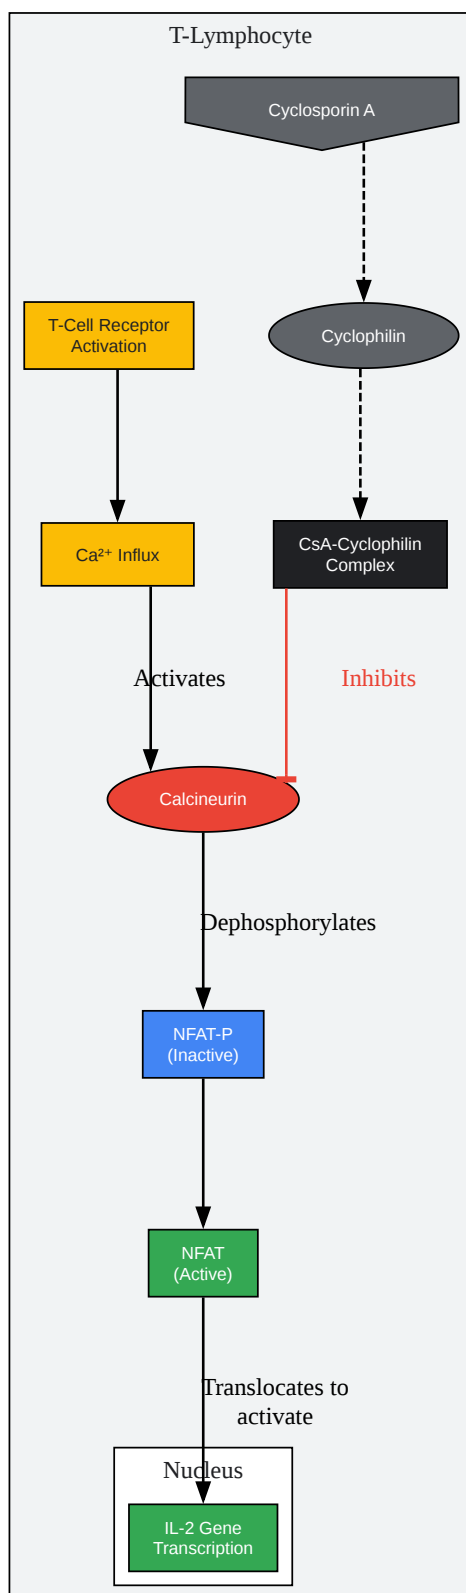 T-Lymphocyte
Cyclosporin A
T-Cell Receptor
Activation
Cyclophilin
Ca²⁺ Influx
CsA-Cyclophilin
Complex
Activates
Inhibits
Calcineurin
Dephosphorylates
NFAT-P
(Inactive)
NFAT
(Active)
Translocates to
activate
Nucleus
IL-2 Gene
Transcription